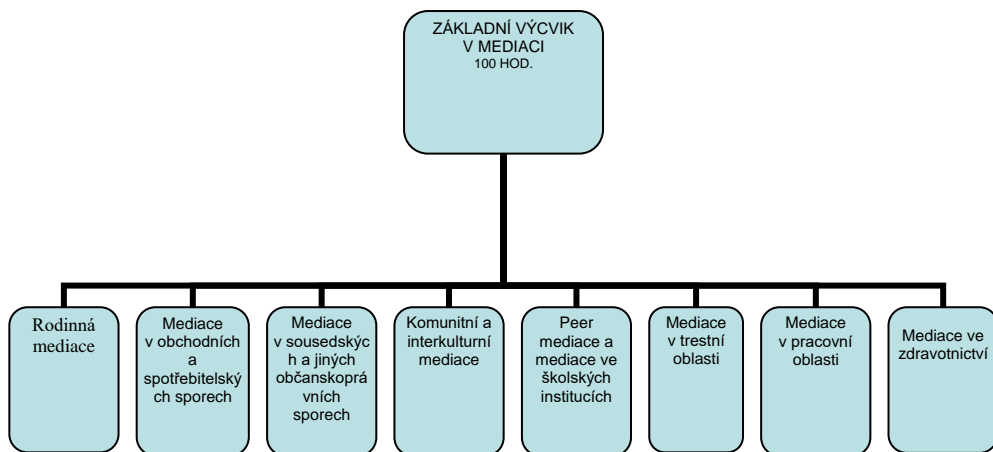 ZÁKLADNÍ VÝCVIK
V MEDIACI
100 HOD.
Rodinná
mediace
Mediace
v obchodních
a
spotřebitelský
ch sporech
Mediace
v sousedskýc
h a jiných
občanskoprá
vních
sporech
Komunitní a
interkulturní
mediace
Peer
mediace a
mediace ve
školských
institucích
Mediace
v trestní
oblasti
Mediace
v pracovní
oblasti
Mediace ve
zdravotnictví